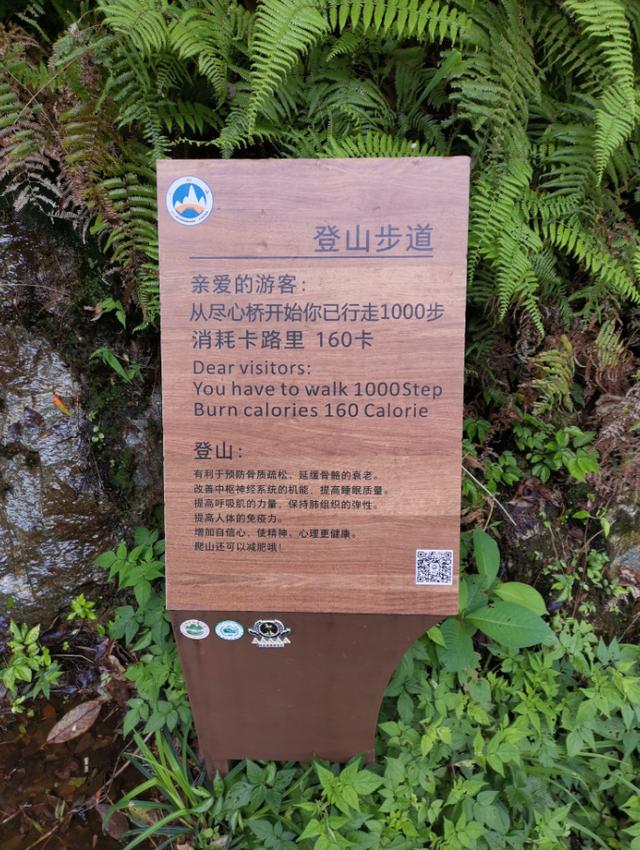 登山步道
亲爱的游客：
从尽心桥开始你已行走1000步
消耗卡路里 160卡
Dear visitors:
You have to walk 1000Step
Burn calories 160 Calorie
登山：
有利于预防骨质疏松、延缓骨骼的衰老。
改善中枢神经系统的机能，提高睡眠质量。
提高呼吸肌的力量，保持肺组织的弹性。
提高人体的免疫力。
增加自信心，使精神、心理更健康。
爬山还可以减肥哦！